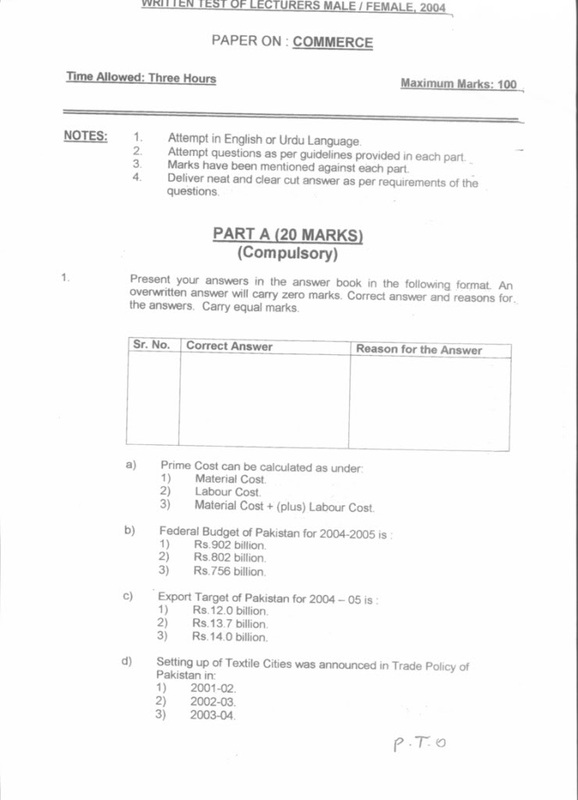 WRITTEN TEST OF LECTURERS MALE / FEMALE, 2004
PAPER ON : COMMERCE
Time Allowed: Three Hours Maximum Marks: 100
NOTES: 1. Attempt in English or Urdu Language.
2. Attempt questions as per guidelines provided in each part.
3. Marks have been mentioned against each part.
4. Deliver neat and clear cut answer as per requirements of the
questions.
PART A (20 MARKS)
(Compulsory)
1. Present your answers in the answer book in the following format. An
overwritten answer will carry zero marks. Correct answer and reasons for
the answers. Carry equal marks.
Sr. No. Correct Answer Reason for the Answer
a) Prime Cost can be calculated as under:
1) Material Cost.
2) Labour Cost.
3) Material Cost + (plus) Labour Cost.
b) Federal Budget of Pakistan for 2004-2005 is :
1) Rs.902 billion.
2) Rs.802 billion.
3) Rs.756 billion.
c) Export Target of Pakistan for 2004 – 05 is :
1) Rs.12.0 billion.
2) Rs.13.7 billion.
3) Rs.14.0 billion.
d) Setting up of Textile Cities was announced in Trade Policy of
Pakistan in:
1) 2001-02.
2) 2002-03.
3) 2003-04.
P.T.O